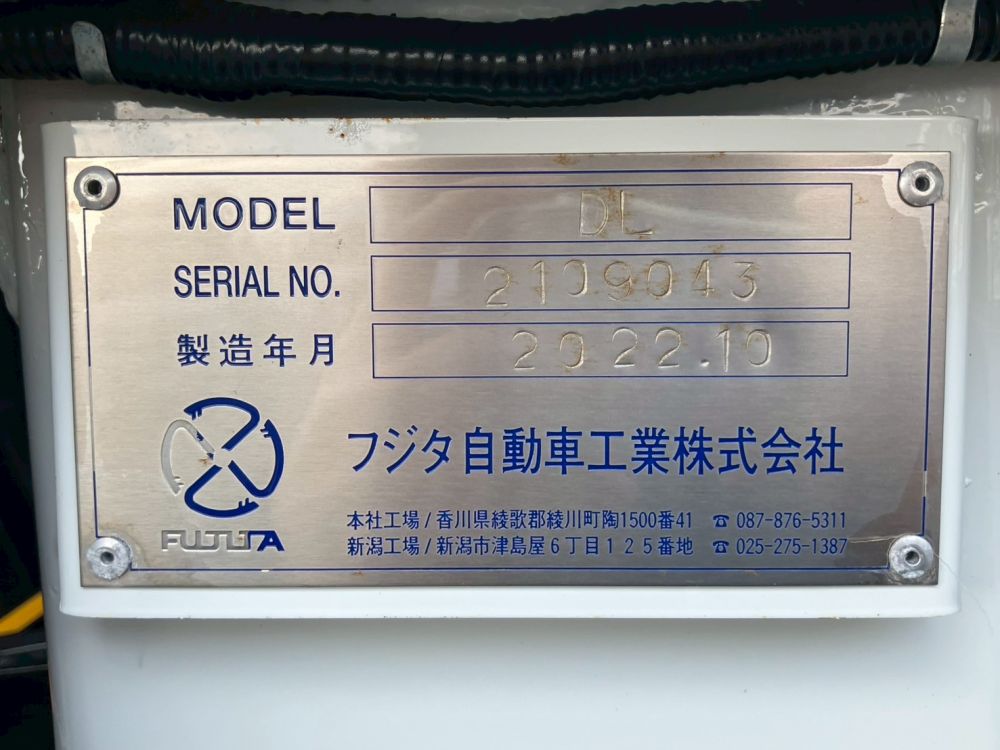 MODEL DL
SERIAL NO. 2109043
製造年月 2022.10
フジタ自動車工業株式会社
FUJITA
本社工場/香川県綾歌郡綾川町陶1500番41 ☎ 087-876-5311
新潟工場/新潟市津島屋6丁目125番地 ☎ 025-275-1387